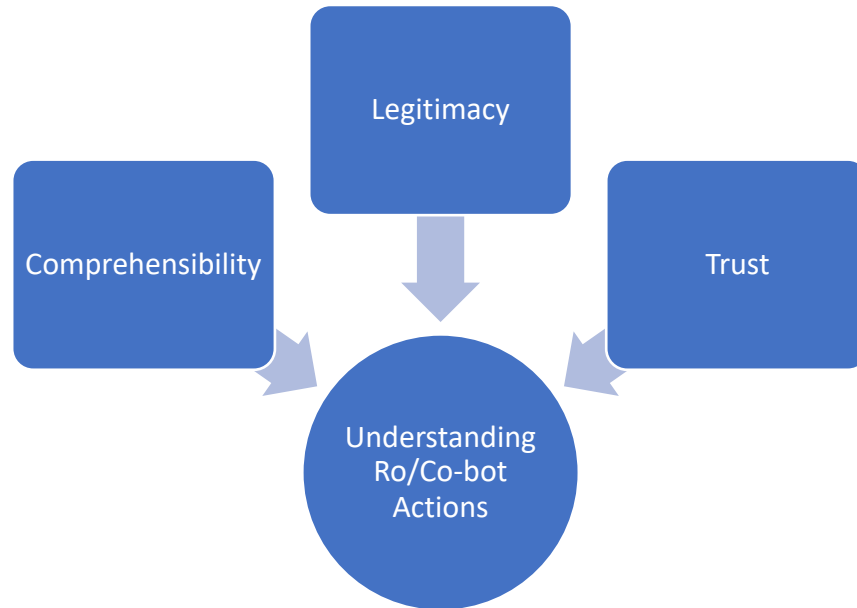 Legitimacy
Comprehensibility
Trust
Understanding
Ro/Co-bot
Actions